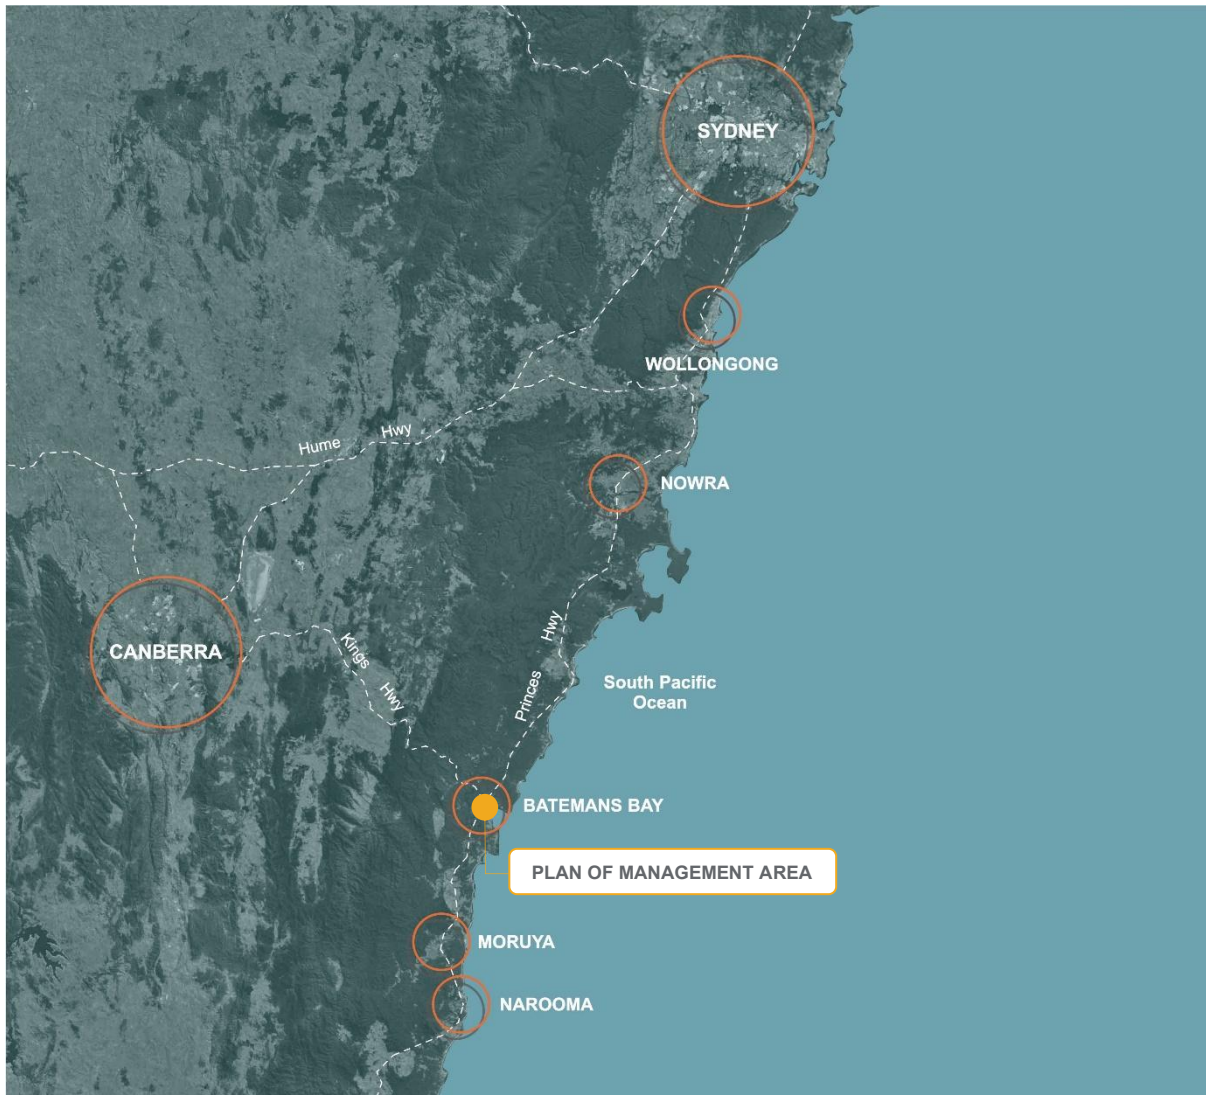 SYDNEY
WOLLONGONG
Hume Hwy
NOWRA
CANBERRA
Kings Hwy
Princes Hwy
South Pacific
Ocean
BATEMANS BAY
PLAN OF MANAGEMENT AREA
MORUYA
NAROOMA